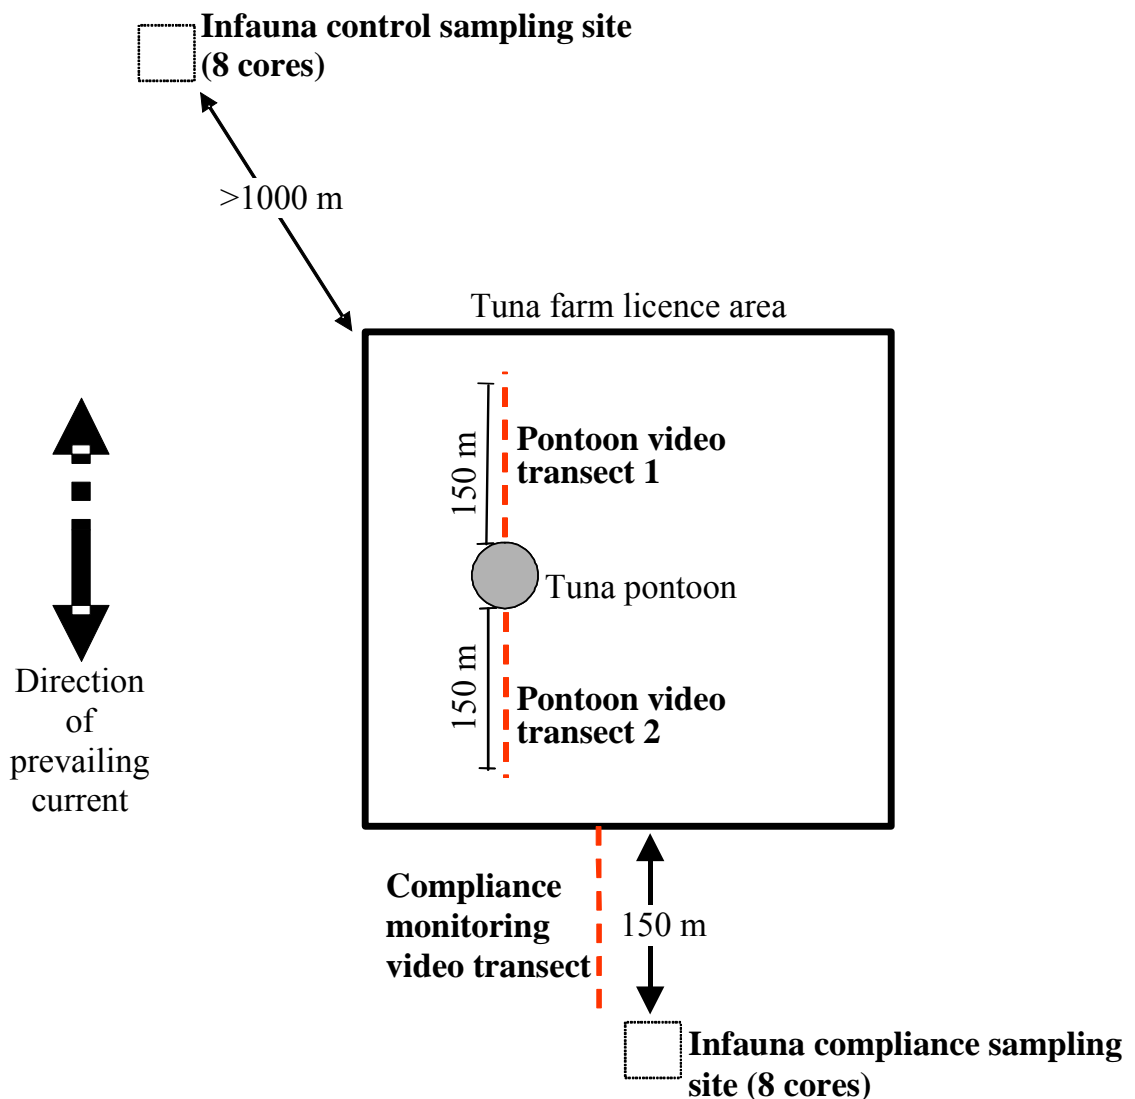 Infauna control sampling site
(8 cores)
>1000 m
Tuna farm licence area
150 m
Pontoon video
transect 1
Tuna pontoon
150 m
Pontoon video
transect 2
Direction
of
prevailing
current
Compliance
monitoring
video transect
150 m
Infauna compliance sampling
site (8 cores)